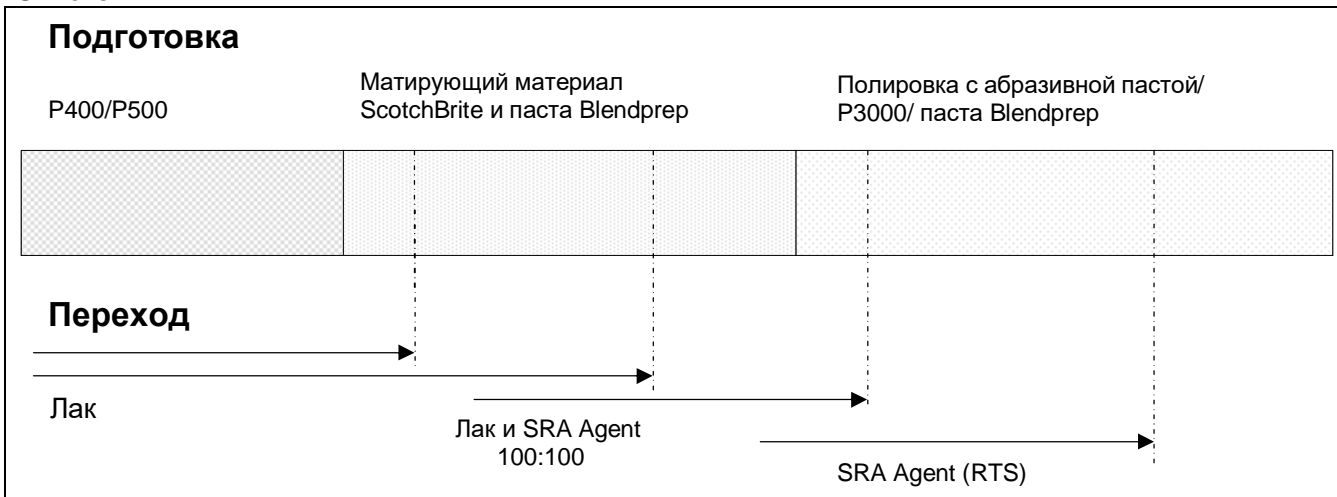 Подготовка
P400/P500
Матирующий материал
ScotchBrite и паста Blendprep
Полировка с абразивной пастой/
P3000/ паста Blendprep
Переход
Лак
Лак и SRA Agent
100:100
SRA Agent (RTS)